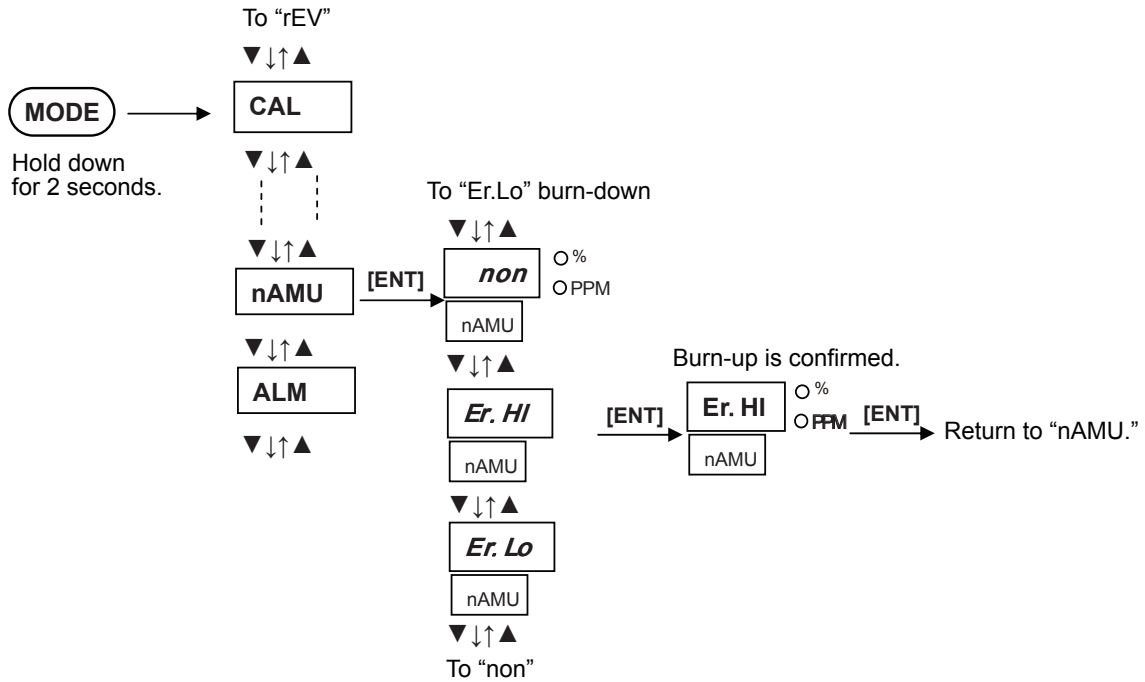 To “rEV”
▼↓↑▲
CAL
MODE
Hold down
for 2 seconds.
▼↓↑▲
To “Er.Lo” burn-down
▼↓↑▲
▼↓↑▲
non
%
PPM
nAMU
[ENT]
nAMU
▼↓↑▲
ALM
▼↓↑▲
▼↓↑▲
Er. HI
nAMU
[ENT]
Burn-up is confirmed.
Er. HI
%
PPM
nAMU
[ENT]
Return to “nAMU.”
▼↓↑▲
Er. Lo
nAMU
▼↓↑▲
To “non”